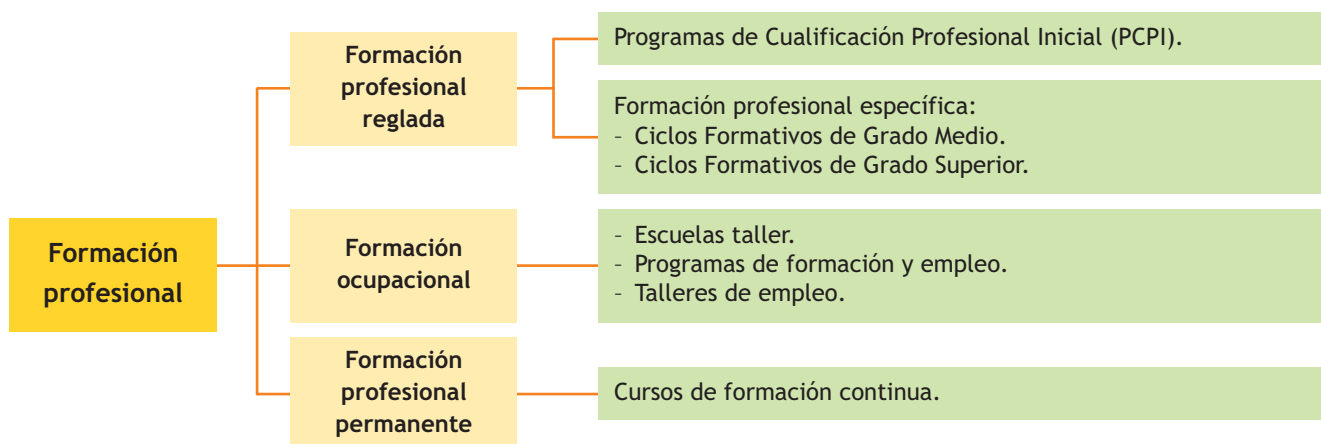 Formación
profesional
Formación
profesional
reglada
Programas de Cualificación Profesional Inicial (PCPI).
Formación profesional específica:
- Ciclos Formativos de Grado Medio.
- Ciclos Formativos de Grado Superior.
Formación
ocupacional
- Escuelas taller.
- Programas de formación y empleo.
- Talleres de empleo.
Formación
profesional
permanente
Cursos de formación continua.